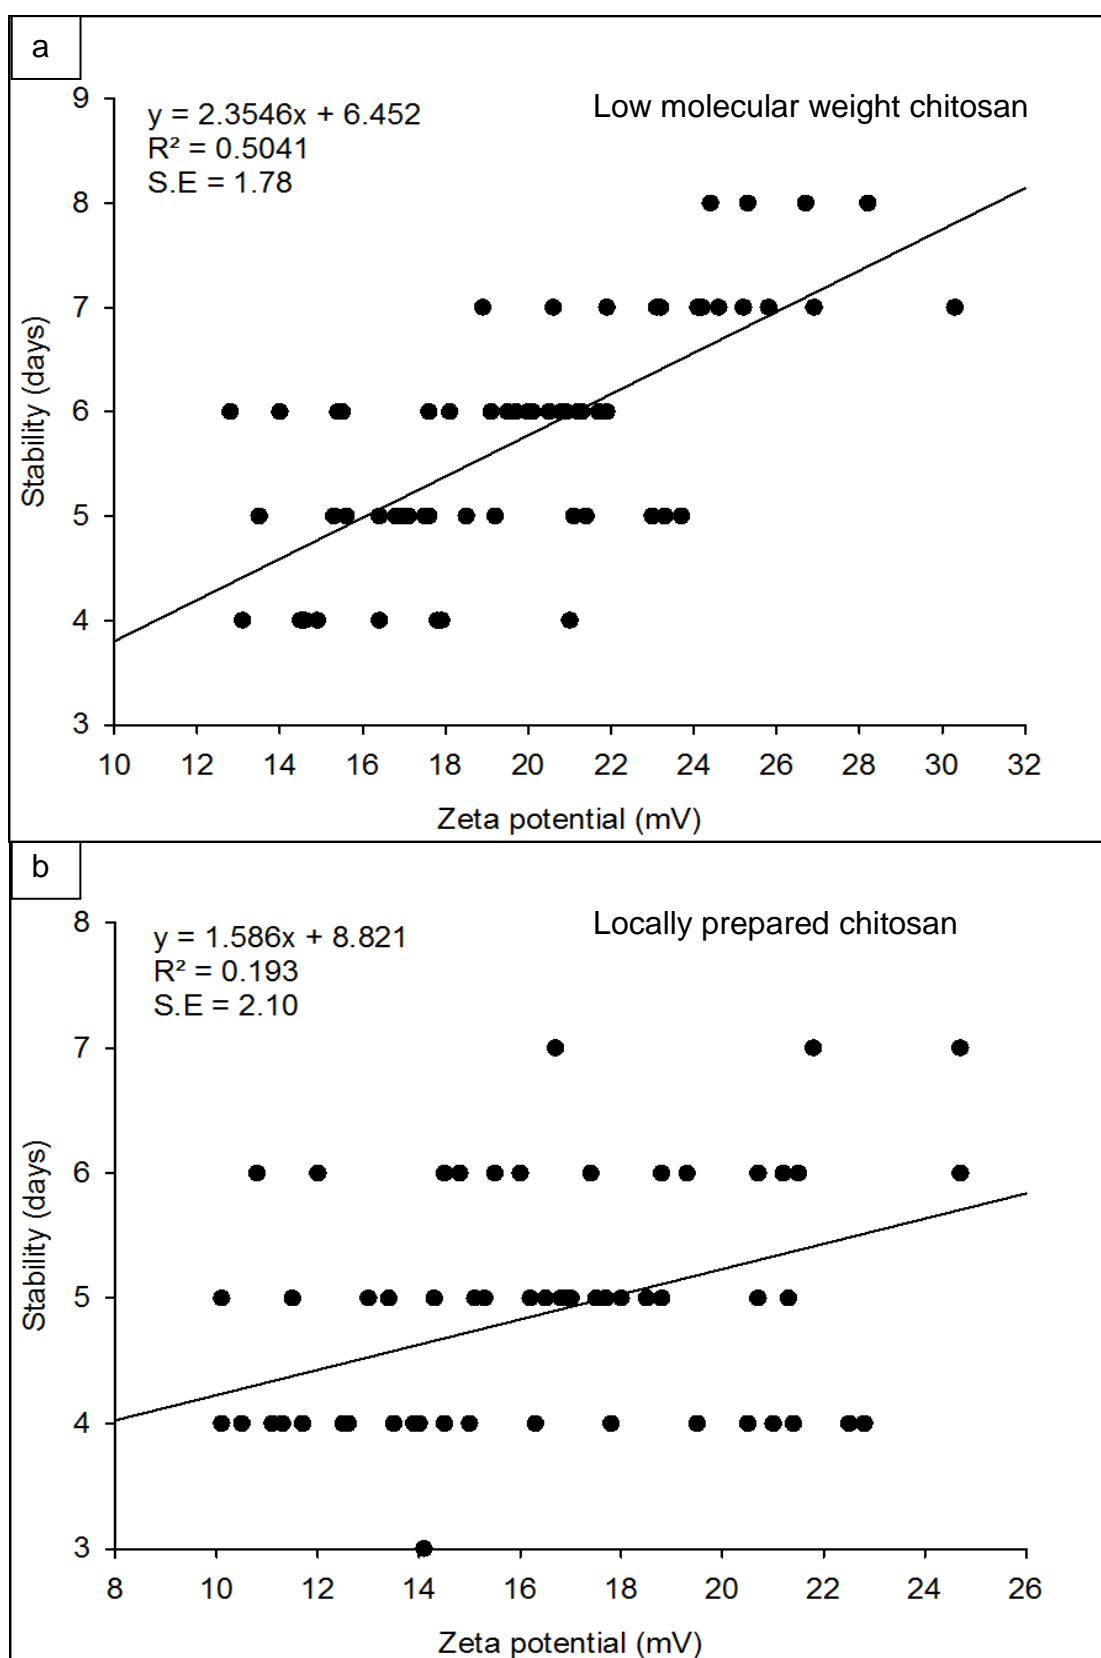 a
y = 2.3546x + 6.452
R² = 0.5041
S.E = 1.78
Low molecular weight chitosan
9
8
7
6
5
4
3
Stability (days)
10 12 14 16 18 20 22 24 26 28 30 32
Zeta potential (mV)
b
y = 1.586x + 8.821
R² = 0.193
S.E = 2.10
Locally prepared chitosan
8
7
6
5
4
3
Stability (days)
8 10 12 14 16 18 20 22 24 26
Zeta potential (mV)